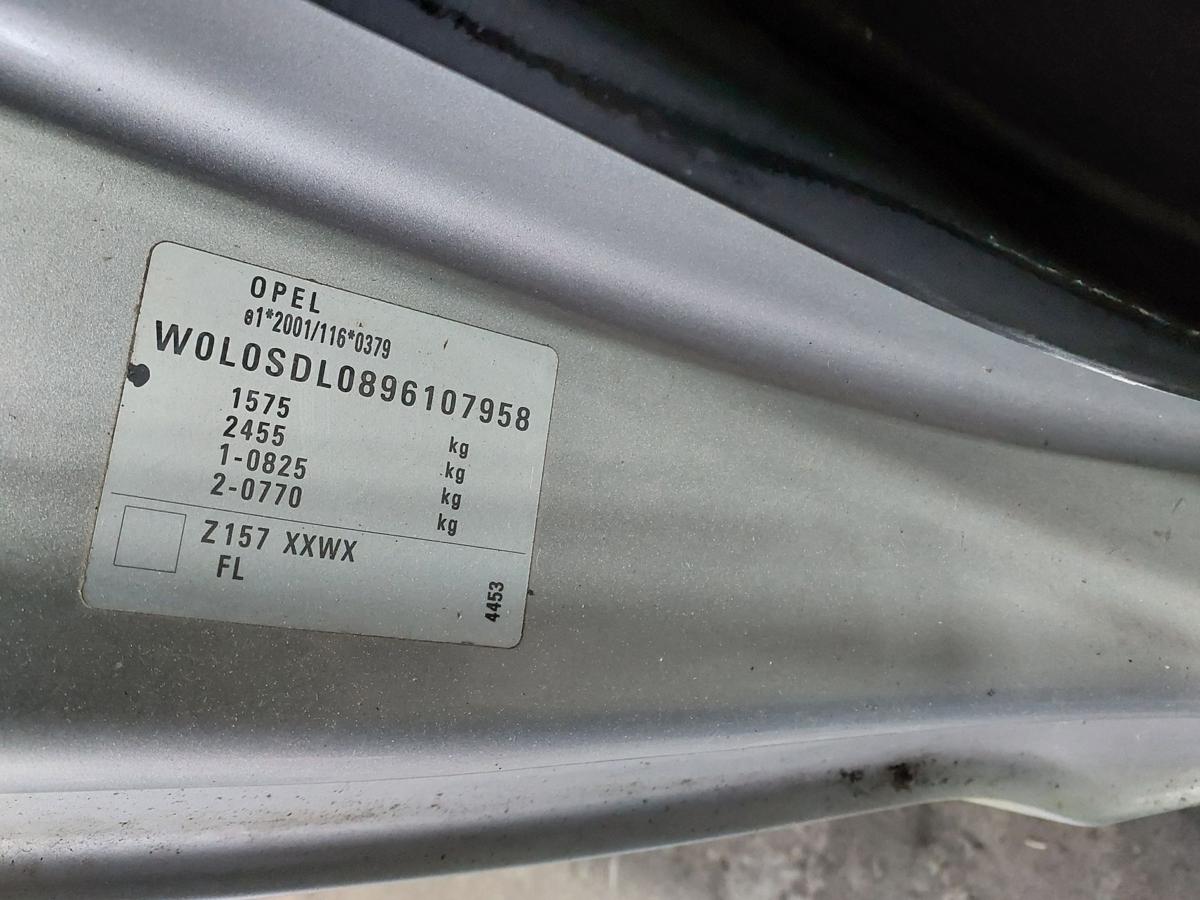 OPEL
e1*2001/116*0379
W0L0SDL0896107958
1575 kg
2455 kg
1-0825 kg
2-0770 kg
Z157 XXWX
FL
4453